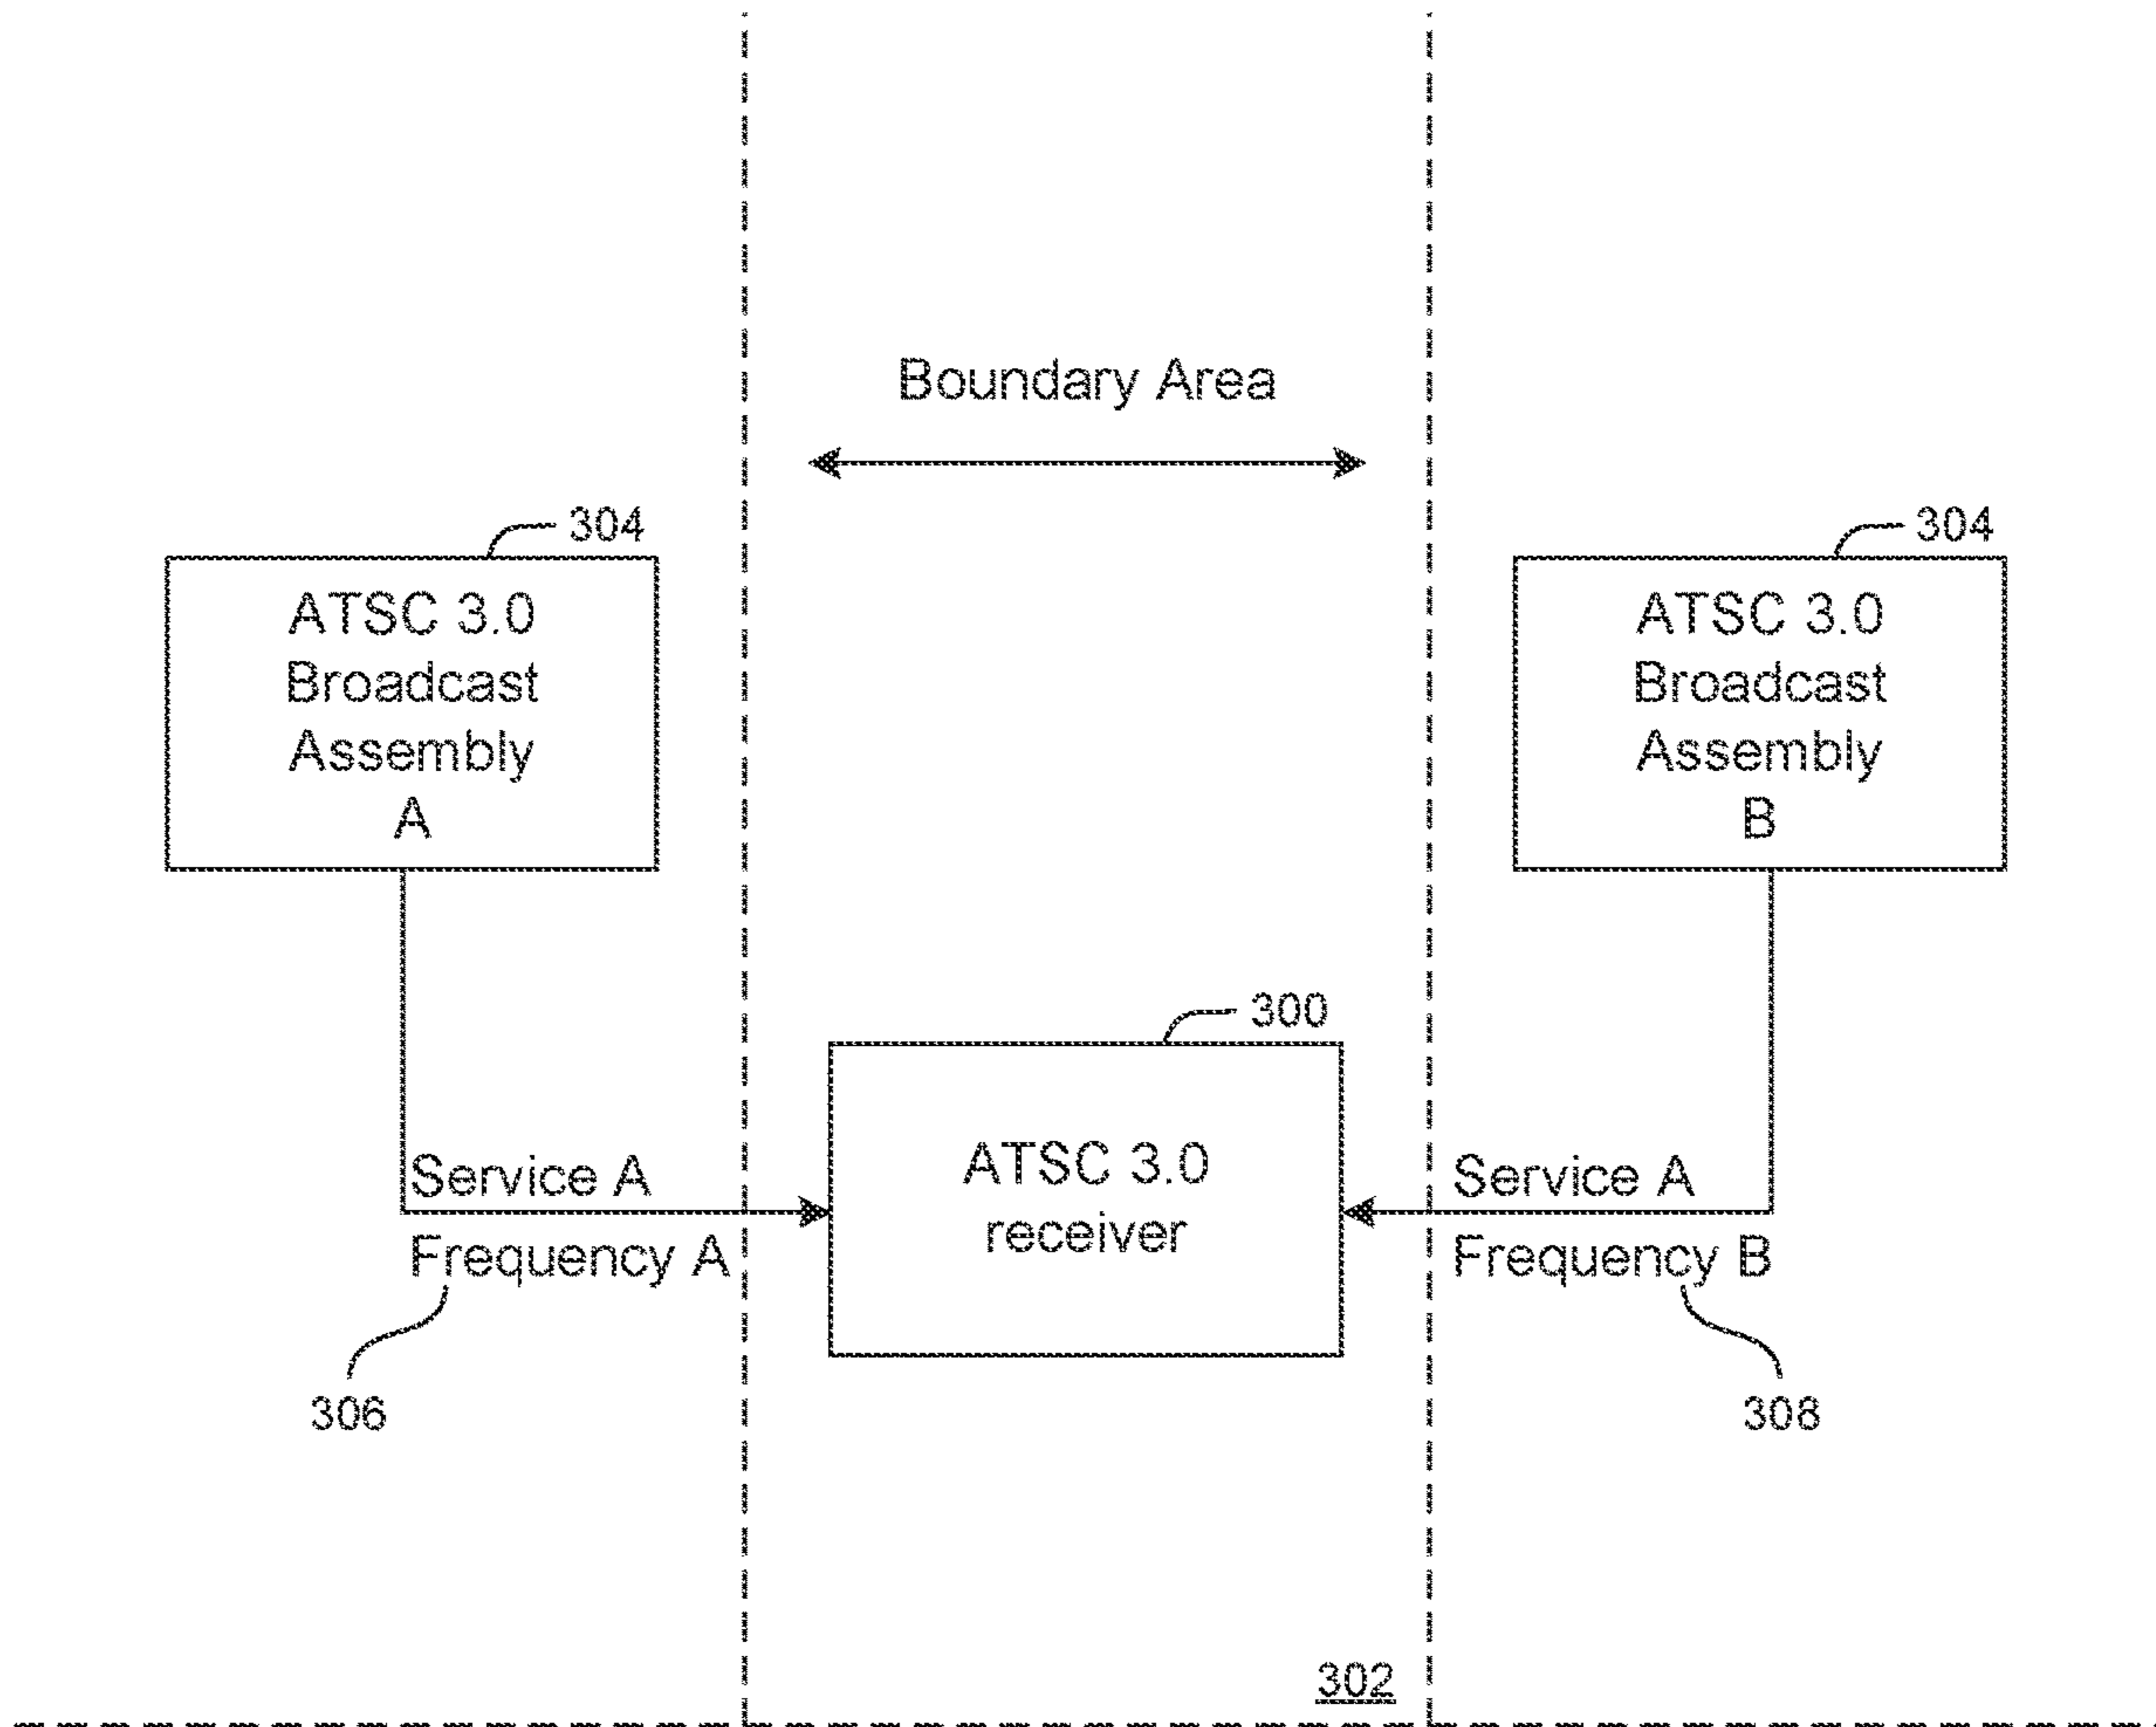 Boundary Area
304
304
ATSC 3.0
Broadcast
Assembly
A
ATSC 3.0
Broadcast
Assembly
B
300
ATSC 3.0
receiver
Service A
Frequency A
Service A
Frequency B
306
308
302